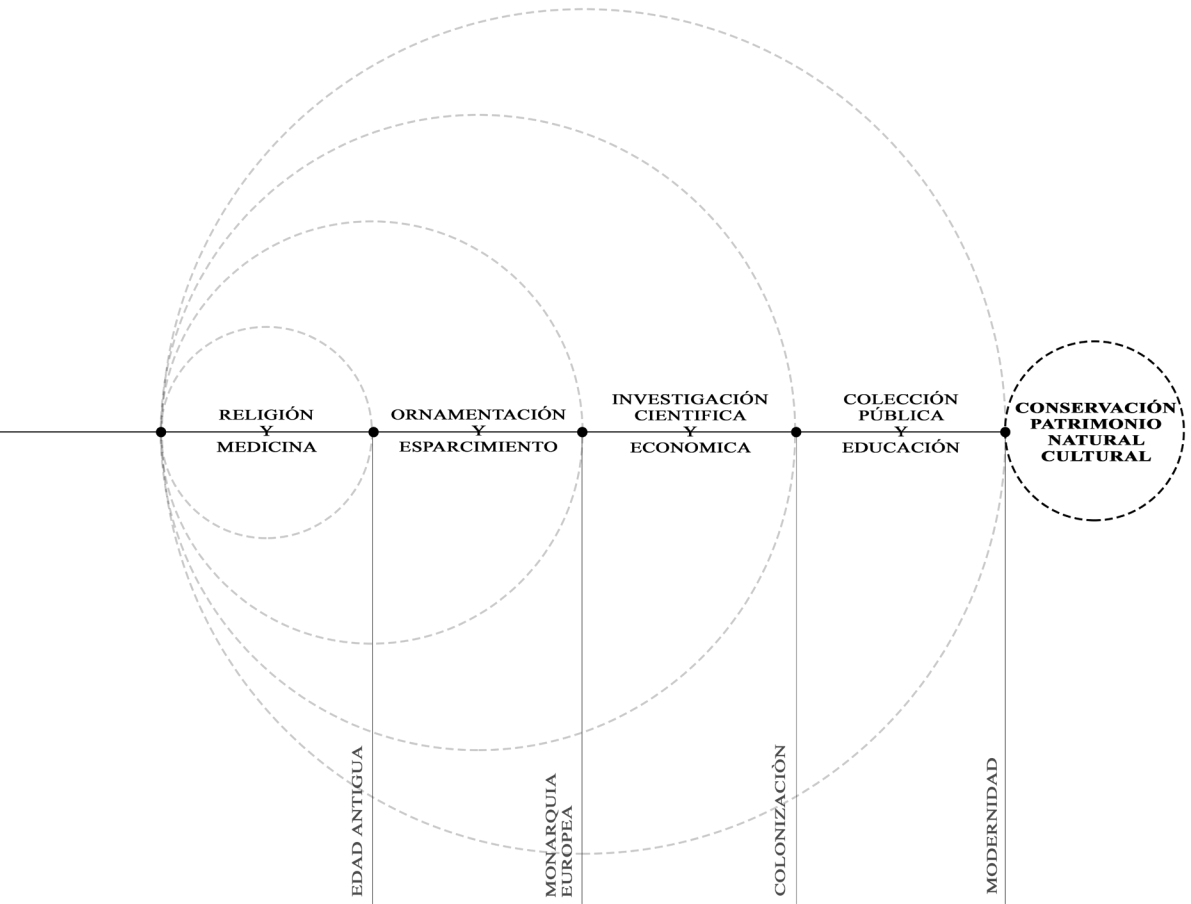 RELIGIÓN
Y
MEDICINA
ORNAMENTACIÓN
Y
ESPARCIMIENTO
INVESTIGACIÓN
CIENTIFICA
Y
ECONOMICA
COLECCIÓN
PÚBLICA
Y
EDUCACIÓN
CONSERVACIÓN
PATRIMONIO
NATURAL
CULTURAL
EDAD ANTIGUA
MONARQUIA
EUROPEA
COLONIZACIÒN
MODERNIDAD